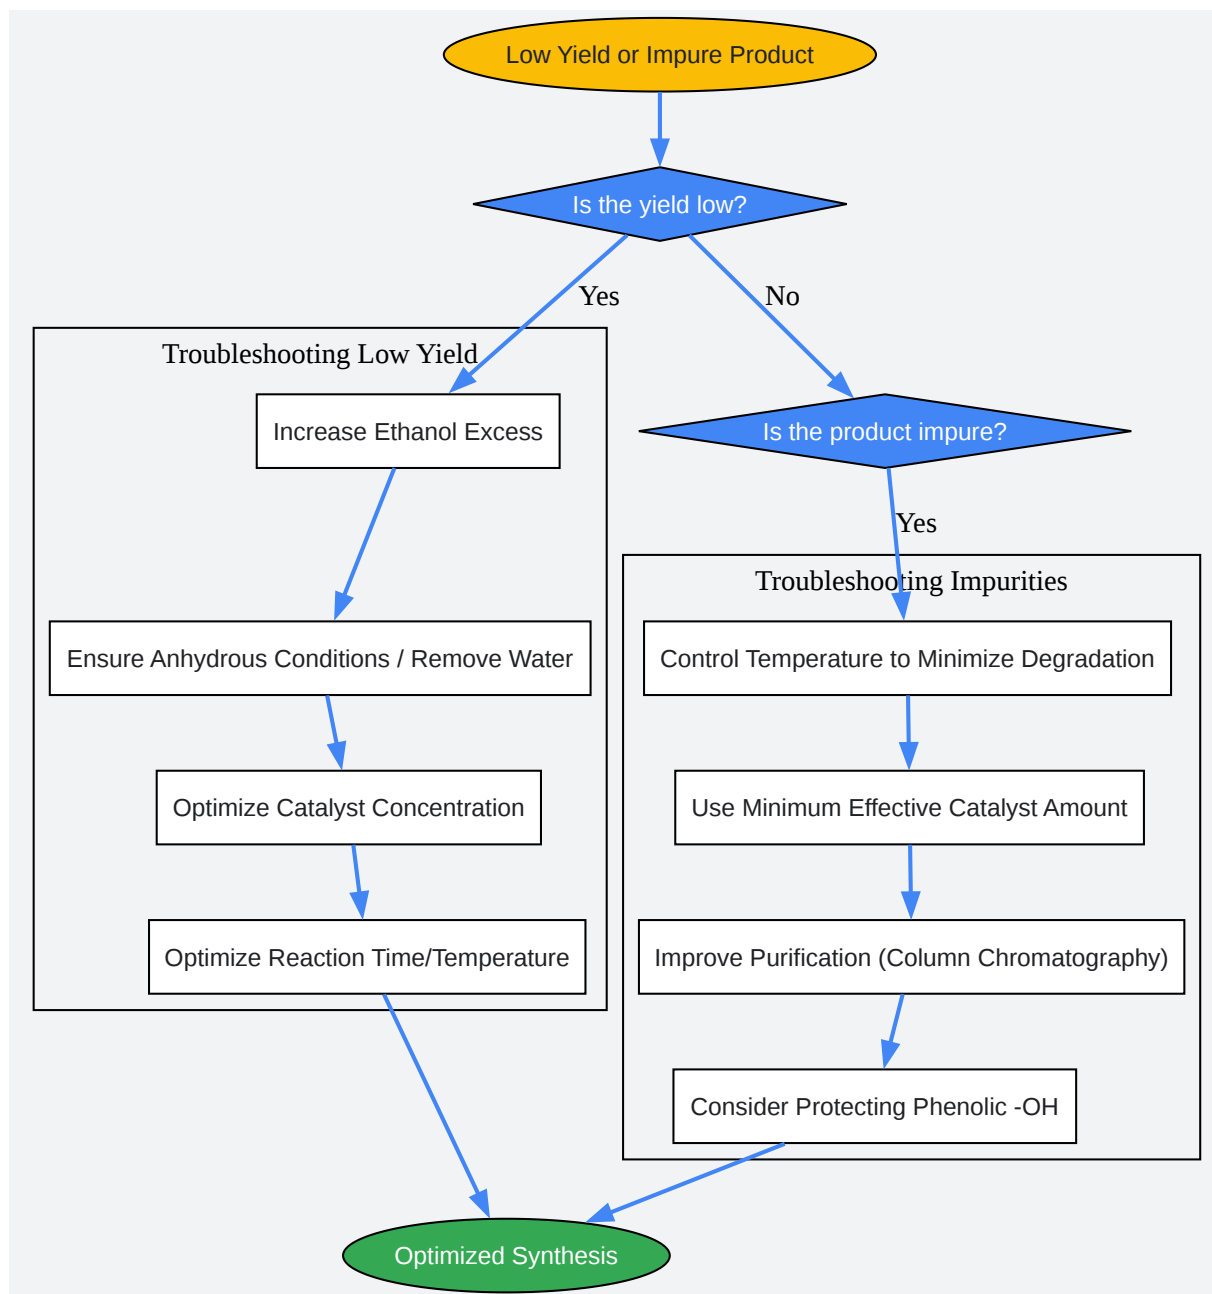 Low Yield or Impure Product
Is the yield low?
Yes
No
Troubleshooting Low Yield
Increase Ethanol Excess
Ensure Anhydrous Conditions / Remove Water
Optimize Catalyst Concentration
Optimize Reaction Time/Temperature
Is the product impure?
Yes
Troubleshooting Impurities
Control Temperature to Minimize Degradation
Use Minimum Effective Catalyst Amount
Improve Purification (Column Chromatography)
Consider Protecting Phenolic -OH
Optimized Synthesis